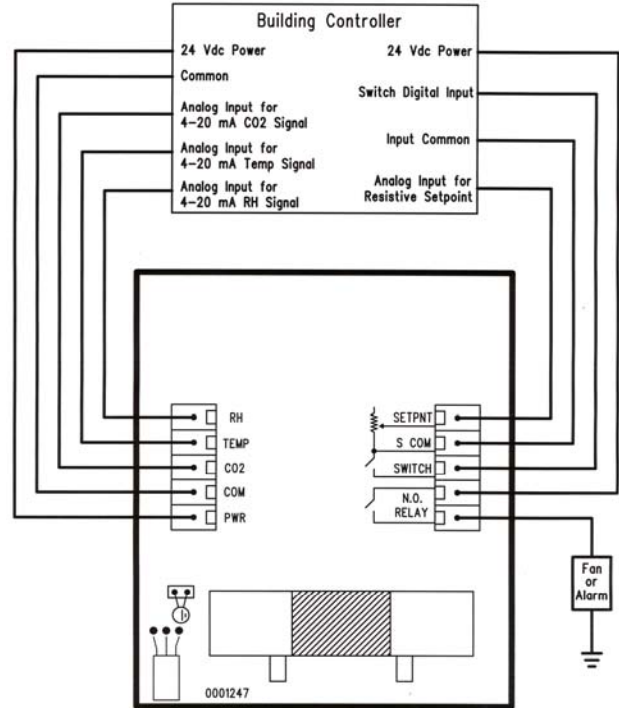 Building Controller
24 Vdc Power
Common
Analog Input for
4-20 mA CO2 Signal
Analog Input for
4-20 mA Temp Signal
Analog Input for
4-20 mA RH Signal
24 Vdc Power
Switch Digital Input
Input Common
Analog Input for
Resistive Setpoint
RH
TEMP
CO2
COM
PWR
SETPNT
S COM
SWITCH
N.O.
RELAY
Fan
or
Alarm
0001247